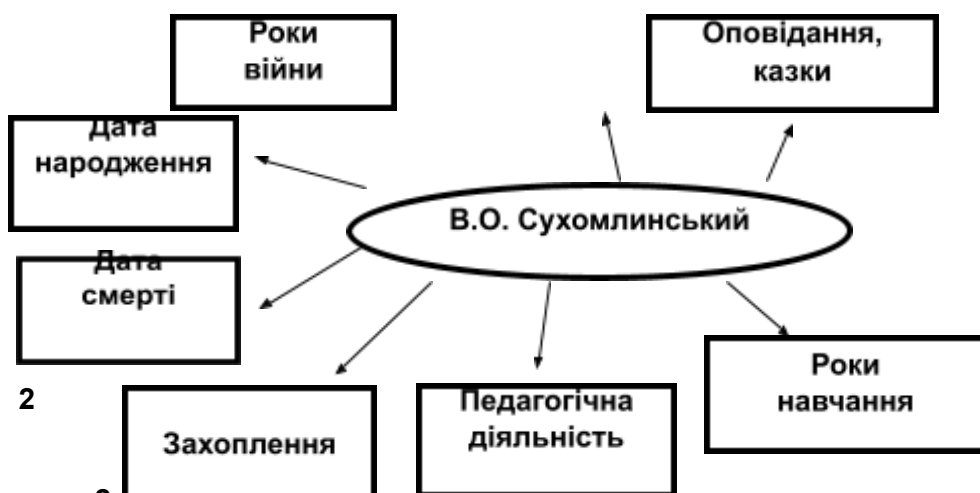 Роки
війни
Оповідання,
казки
Дата
народження
В.О. Сухомлинський
Дата
смерті
2
Захоплення
Педагогічна
діяльність
Роки
навчання